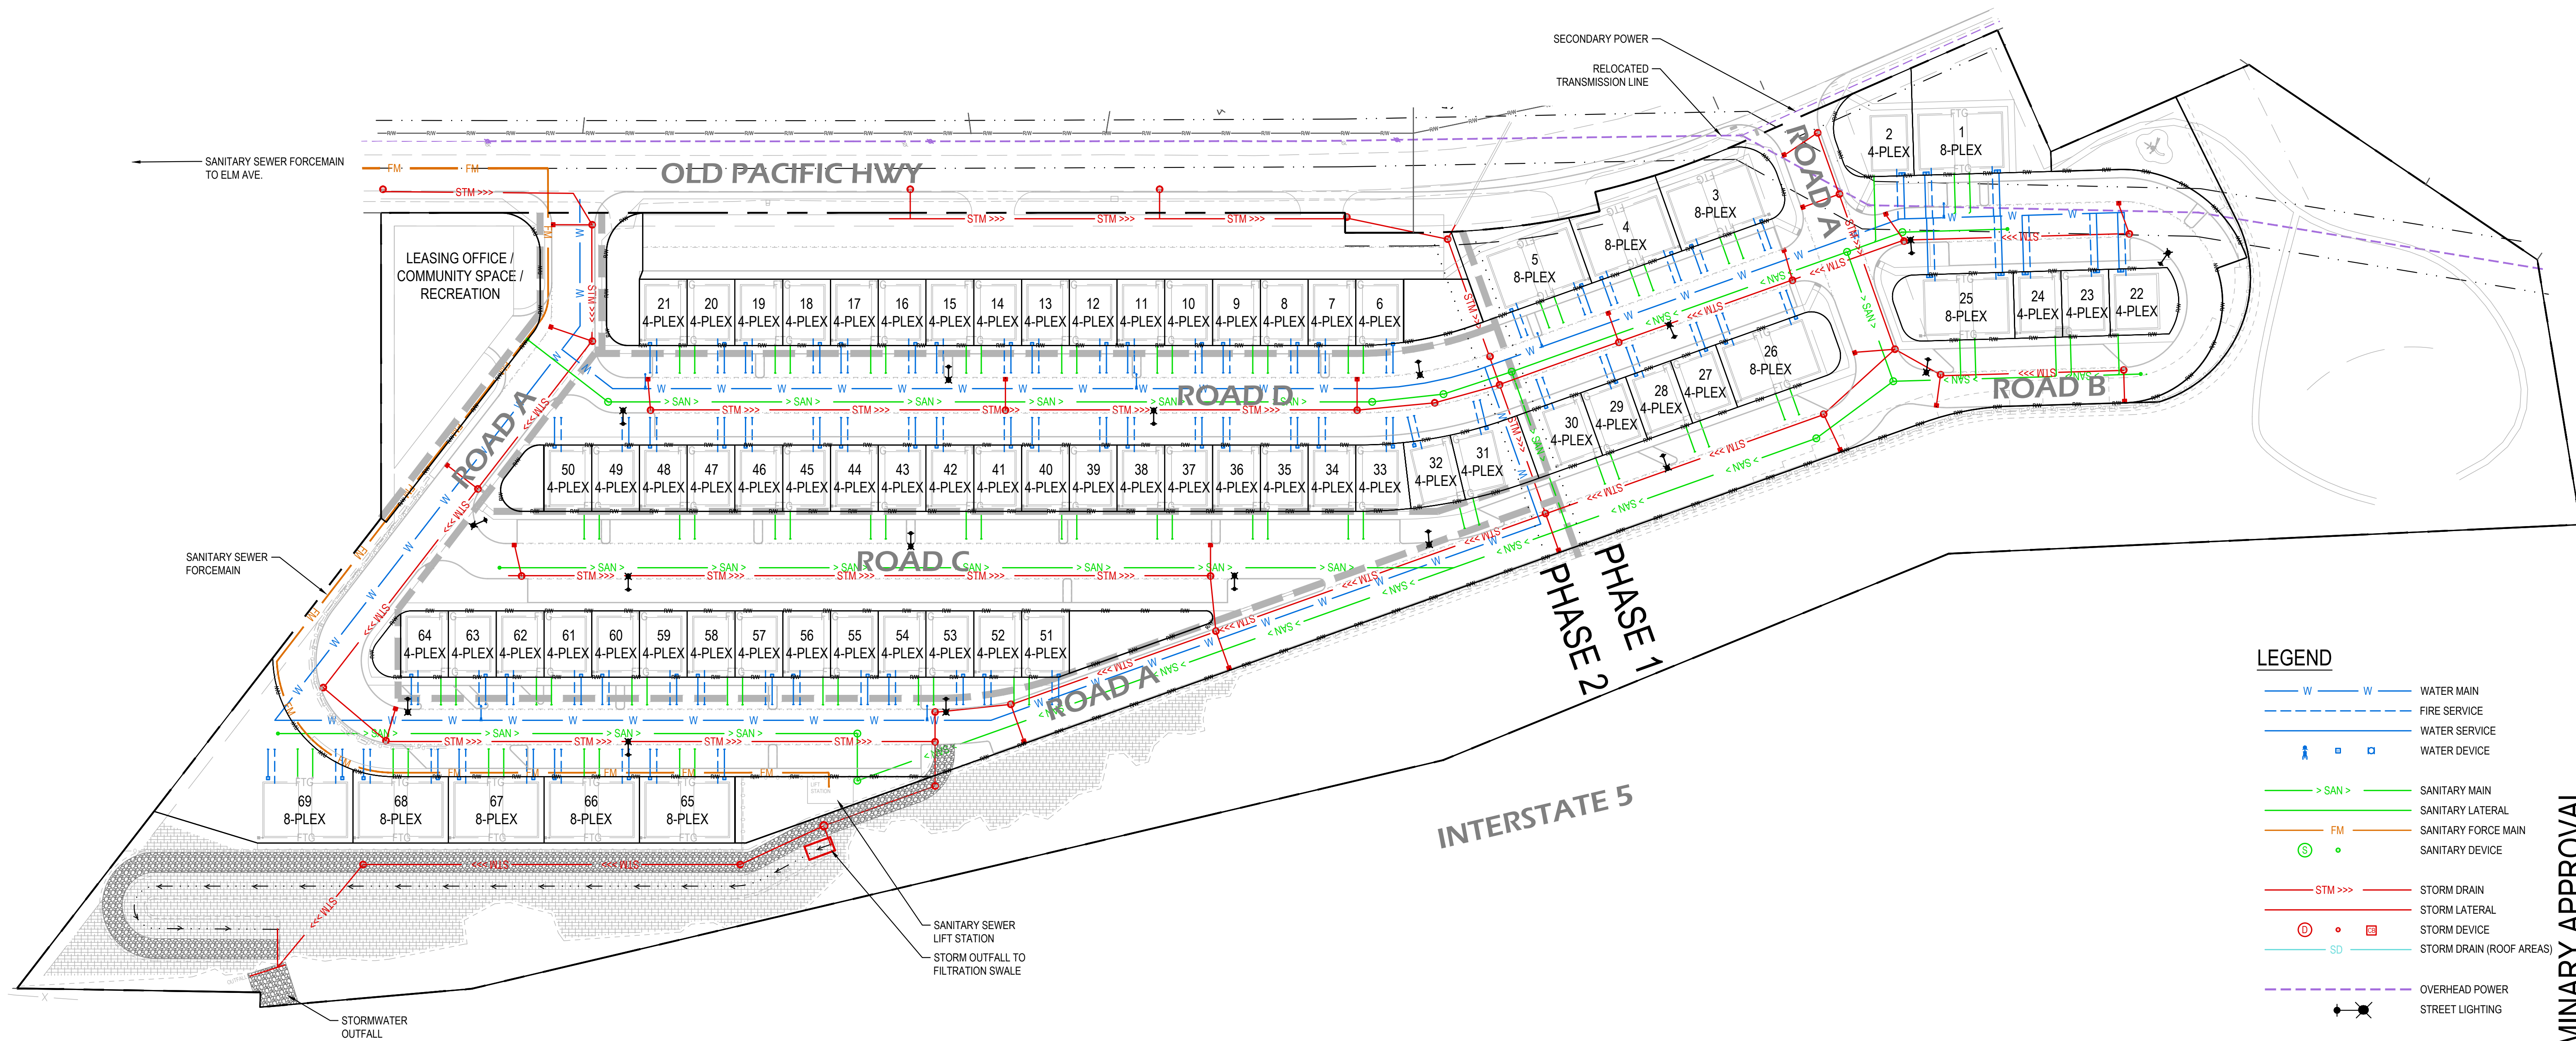 SECONDARY POWER
RELOCATED
TRANSMISSION LINE
SANITARY SEWER FORCEMAIN
TO ELM AVE.
OLD PACIFIC HWY
ROAD A
2
4-PLEX
1
8-PLEX
3
8-PLEX
4
8-PLEX
5
8-PLEX
LEASING OFFICE /
COMMUNITY SPACE /
RECREATION
21
4-PLEX
20
4-PLEX
19
4-PLEX
18
4-PLEX
17
4-PLEX
16
4-PLEX
15
4-PLEX
14
4-PLEX
13
4-PLEX
12
4-PLEX
11
4-PLEX
10
4-PLEX
9
4-PLEX
8
4-PLEX
7
4-PLEX
6
4-PLEX
25
8-PLEX
24
4-PLEX
23
4-PLEX
22
4-PLEX
ROAD D
ROAD B
26
8-PLEX
27
4-PLEX
28
4-PLEX
29
4-PLEX
30
4-PLEX
31
4-PLEX
32
4-PLEX
ROAD A
50
4-PLEX
49
4-PLEX
48
4-PLEX
47
4-PLEX
46
4-PLEX
45
4-PLEX
44
4-PLEX
43
4-PLEX
42
4-PLEX
41
4-PLEX
40
4-PLEX
39
4-PLEX
38
4-PLEX
37
4-PLEX
36
4-PLEX
35
4-PLEX
34
4-PLEX
33
4-PLEX
SANITARY SEWER
FORCEMAIN
ROAD C
PHASE 1
PHASE 2
64
4-PLEX
63
4-PLEX
62
4-PLEX
61
4-PLEX
60
4-PLEX
59
4-PLEX
58
4-PLEX
57
4-PLEX
56
4-PLEX
55
4-PLEX
54
4-PLEX
53
4-PLEX
52
4-PLEX
51
4-PLEX
ROAD A
69
8-PLEX
68
8-PLEX
67
8-PLEX
66
8-PLEX
65
8-PLEX
LIFT
STATION
INTERSTATE 5
SANITARY SEWER
LIFT STATION
STORM OUTFALL TO
FILTRATION SWALE
STORMWATER
OUTFALL
LEGEND
W W WATER MAIN
FIRE SERVICE
WATER SERVICE
WATER DEVICE
> SAN > SANITARY MAIN
SANITARY LATERAL
FM SANITARY FORCE MAIN
S SANITARY DEVICE
STM >>> STORM DRAIN
STORM LATERAL
D STORM DEVICE
SD STORM DRAIN (ROOF AREAS)
OVERHEAD POWER
STREET LIGHTING
MINARY APPROVAL